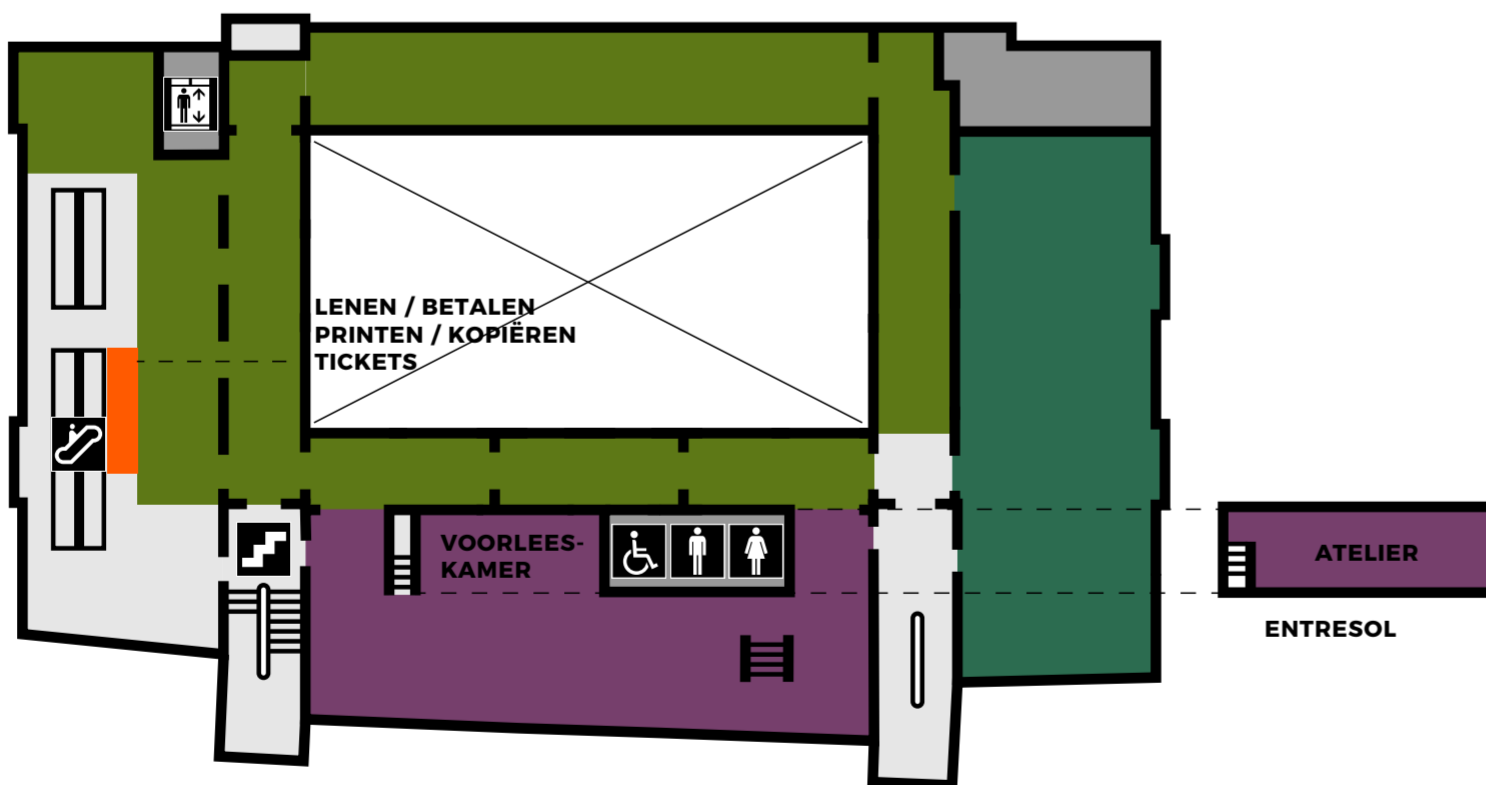 LENEN / BETALEN
PRINTEN / KOPIËREN
TICKETS
VOORLEES-
KAMER
ATELIER
ENTRESOL